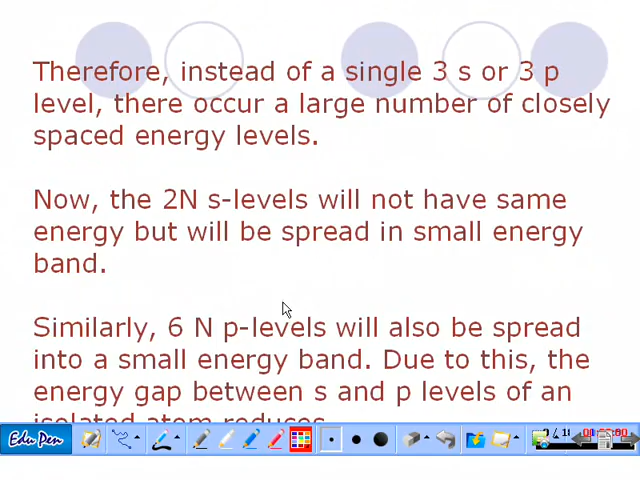 Therefore, instead of a single 3 s or 3 p
level, there occur a large number of closely
spaced energy levels.
Now, the 2N s-levels will not have same
energy but will be spread in small energy
band.
Similarly, 6 N p-levels will also be spread
into a small energy band. Due to this, the
energy gap between s and p levels of an
isolated atom reduces.
Edu Pen